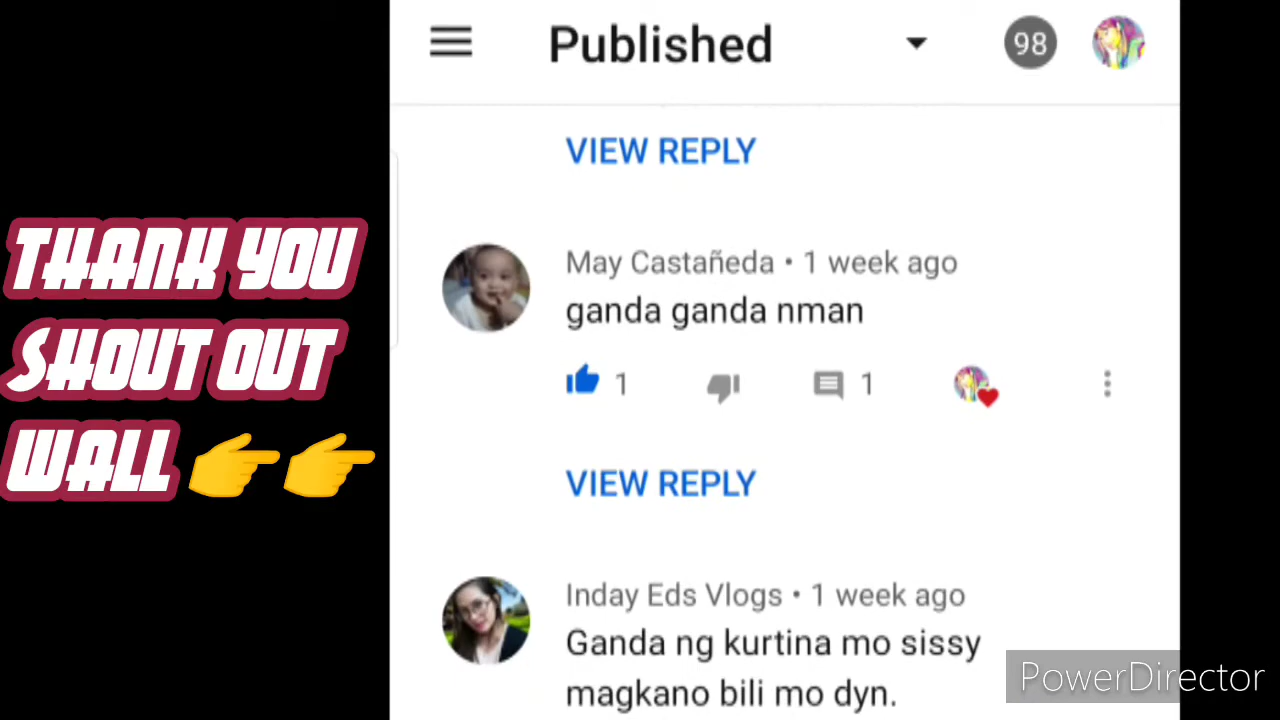 Published
98
VIEW REPLY
THANK YOU
SHOUT OUT
WALL 👉👉
May Castañeda • 1 week ago
ganda ganda nman
1
1
VIEW REPLY
Inday Eds Vlogs • 1 week ago
Ganda ng kurtina mo sissy
magkano bili mo dyn.
PowerDirector